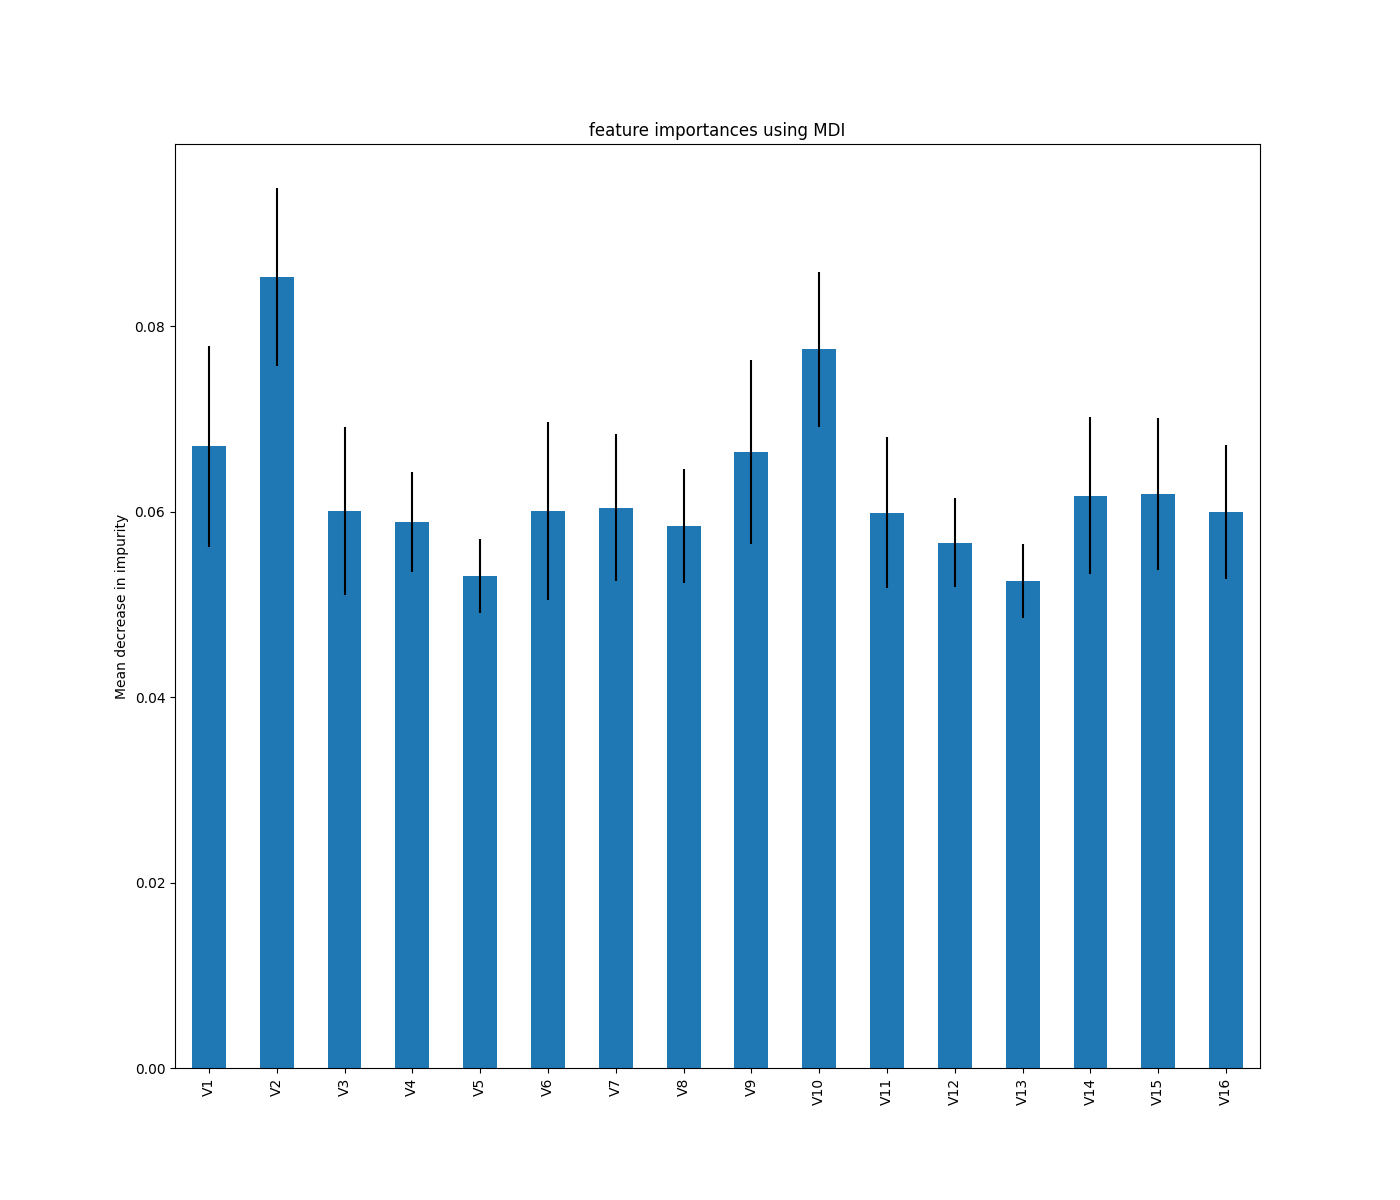 feature importances using MDI
Mean decrease in impurity
0.08
0.06
0.04
0.02
0.00
V1
V2
V3
V4
V5
V6
V7
V8
V9
V10
V11
V12
V13
V14
V15
V16